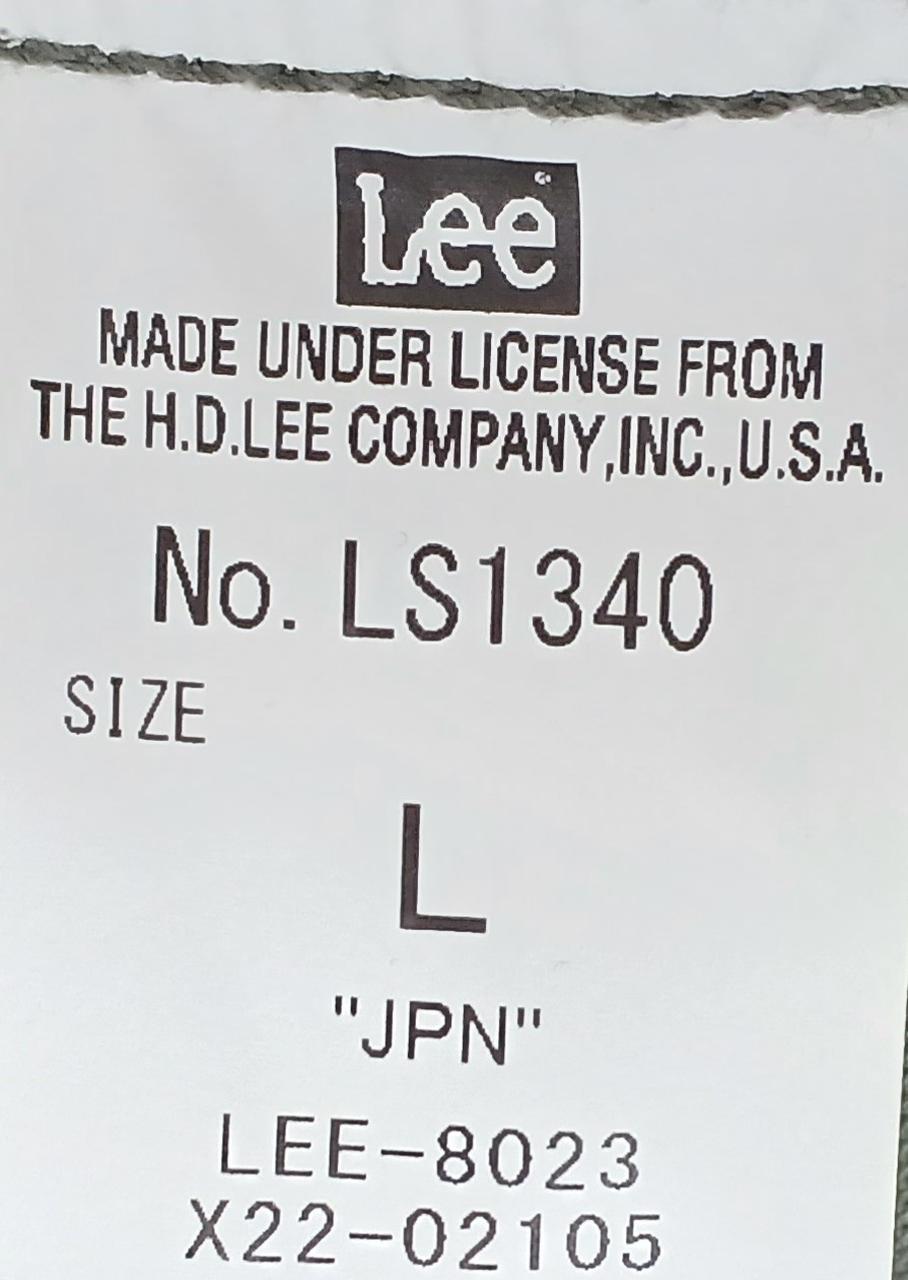 Lee®
MADE UNDER LICENSE FROM
THE H.D.LEE COMPANY,INC.,U.S.A.
No. LS1340
SIZE
L
"JPN"
LEE-8023
X22-02105